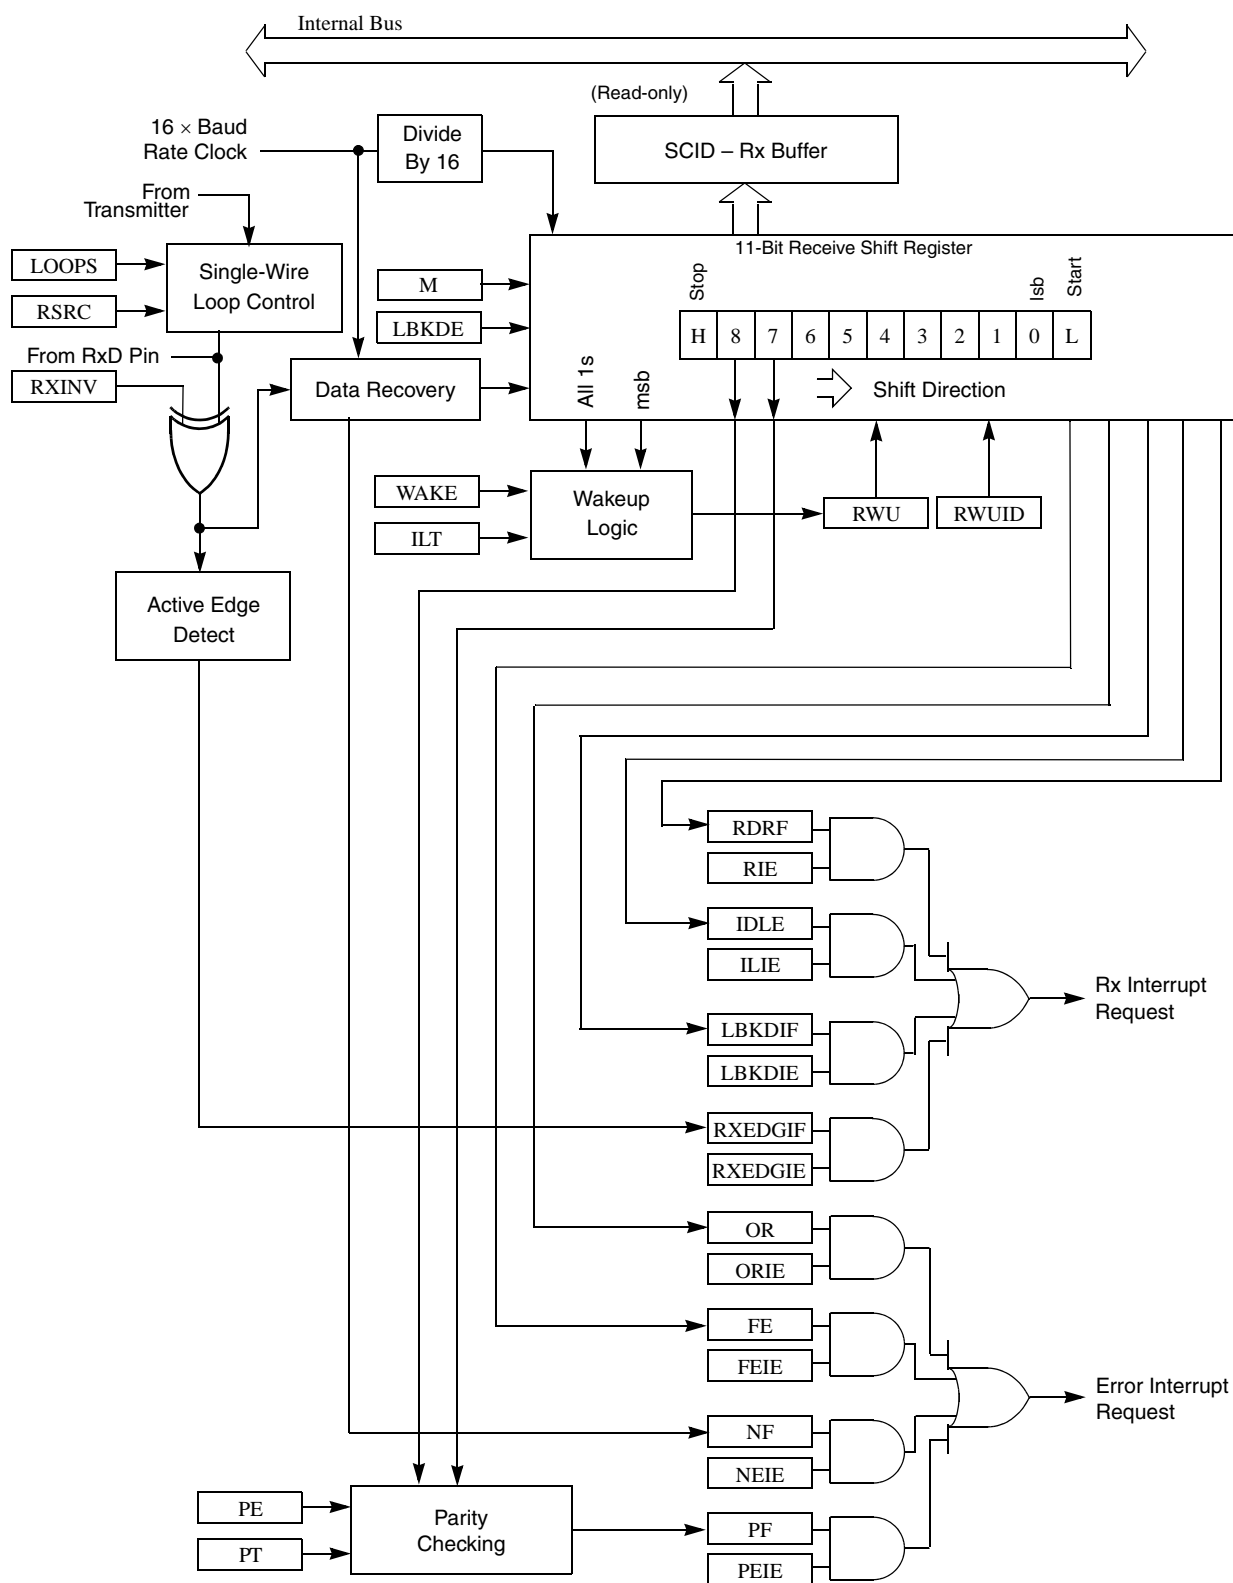 Internal Bus
(Read-only)
16 × Baud
Rate Clock
Divide
By 16
SCID – Rx Buffer
From
Transmitter
11-Bit Receive Shift Register
LOOPS
RSRC
Single-Wire
Loop Control
M
LBKDE
Stop
lsb
Start
H 8 7 6 5 4 3 2 1 0 L
From RxD Pin
RXINV
Data Recovery
All 1s
msb
Shift Direction
WAKE
ILT
Wakeup
Logic
RWU
RWUID
Active Edge
Detect
RDRF
RIE
IDLE
ILIE
Rx Interrupt
Request
LBKDIF
LBKDIE
RXEDGIF
RXEDGIE
OR
ORIE
FE
FEIE
Error Interrupt
Request
NF
NEIE
PE
PT
Parity
Checking
PF
PEIE